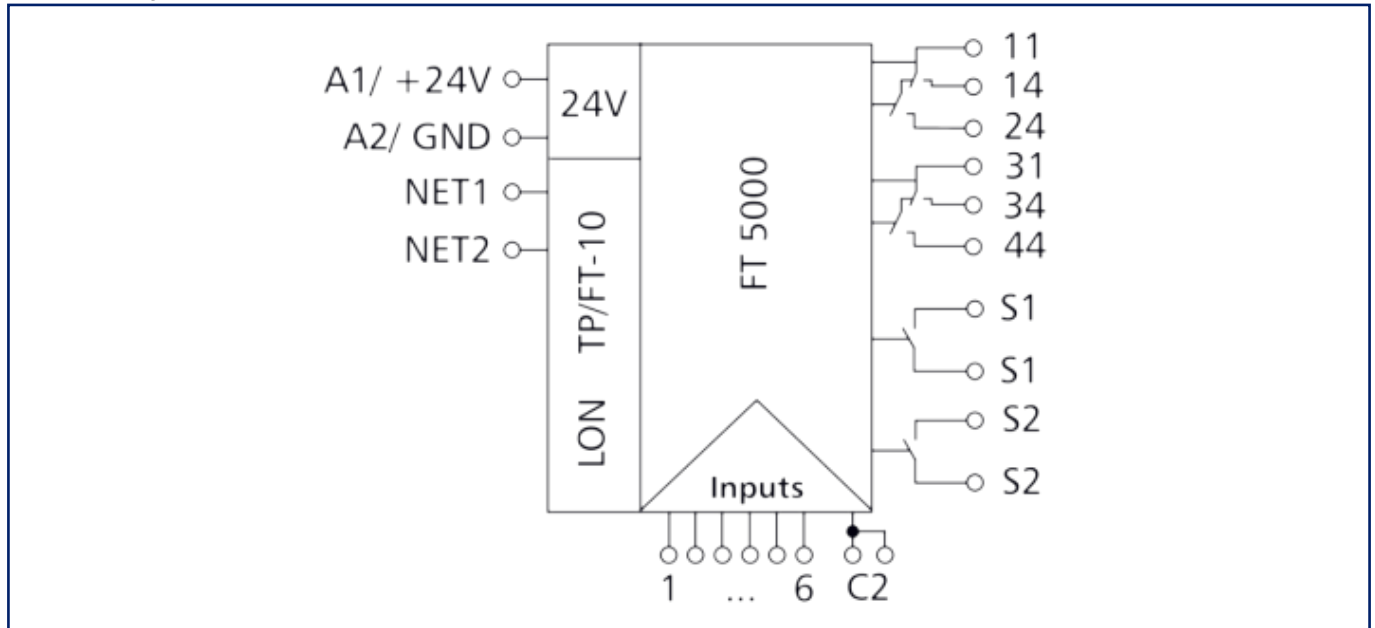 A1/ +24V
A2/ GND
NET1
NET2
24V
LON TP/FT-10
FT 5000
Inputs
1 ... 6 C2
11
14
24
31
34
44
S1
S1
S2
S2